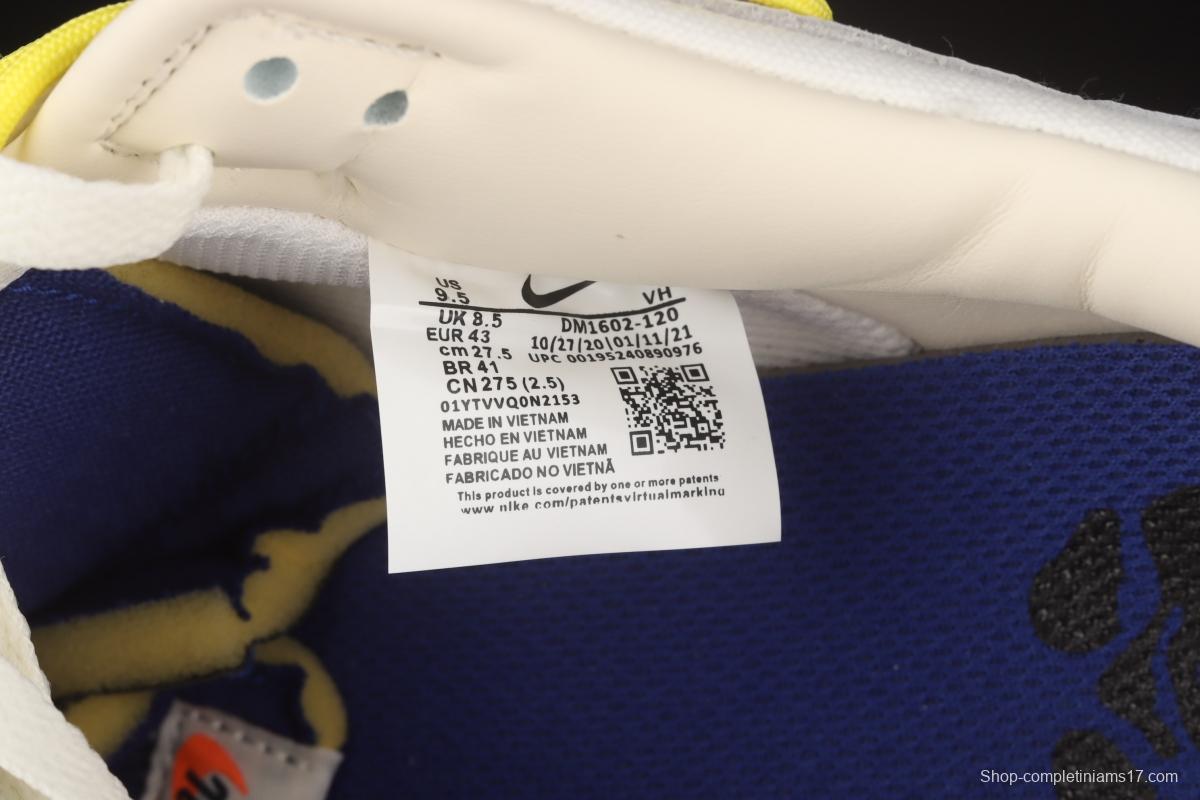 US
9.5
VH
UK 8.5
DM1602-120
EUR 43
10/27/20|01/11/21
cm 27.5
UPC 00195240890976
BR 41
CN 275 (2.5)
01YTVVQ0N2153
MADE IN VIETNAM
HECHO EN VIETNAM
FABRIQUE AU VIETNAM
FABRICADO NO VIETNÃ
This product is covered by one or more patents
www.nike.com/patentsvirtualmarking
Shop-completiniams17.com